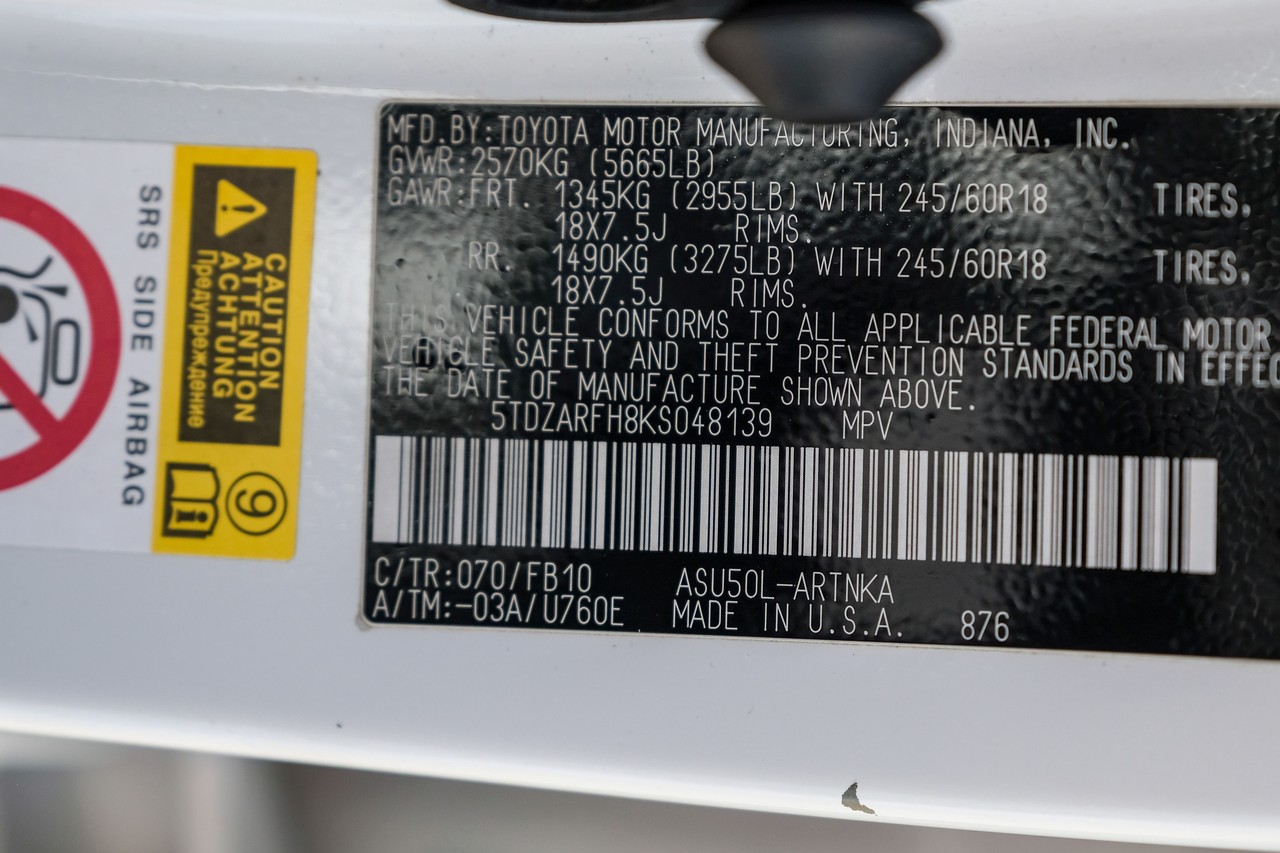 MFD.BY:TOYOTA MOTOR MANUFACTURING, INDIANA, INC.
GVWR:2570KG (5665LB)
GAWR:FRT. 1345KG (2955LB) WITH 245/60R18 TIRES.
18X7.5J RIMS.
RR. 1490KG (3275LB) WITH 245/60R18 TIRES.
18X7.5J RIMS.
THIS VEHICLE CONFORMS TO ALL APPLICABLE FEDERAL MOTOR
VEHICLE SAFETY AND THEFT PREVENTION STANDARDS IN EFFEC
THE DATE OF MANUFACTURE SHOWN ABOVE.
5TDZARFH8KS048139 MPV
C/TR:070/FB10 ASU50L-ARTNKA
A/TM:-03A/U760E MADE IN U.S.A. 876
CAUTION
ATTENTION
ACHTUNG
Предупреждение
9
i
SRS SIDE AIRBAG